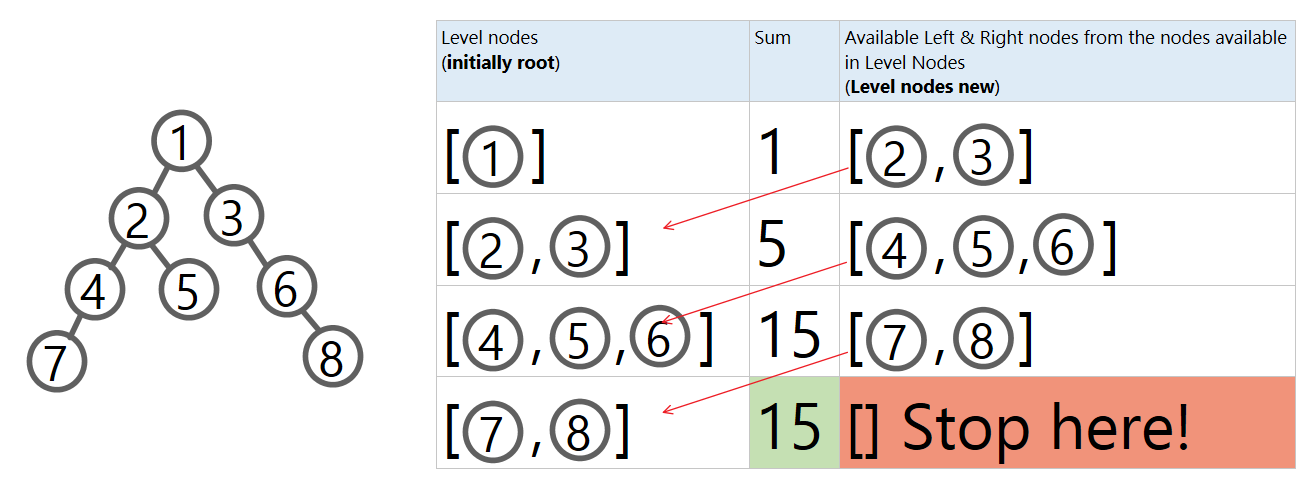 1
2
3
4
5
6
7
8
Level nodes
(initially root)
Sum
Available Left & Right nodes from the nodes available
in Level Nodes
(Level nodes new)
[1]
1
[2,3]
[2,3]
5
[4,5,6]
[4,5,6]
15
[7,8]
[7,8]
15
[] Stop here!